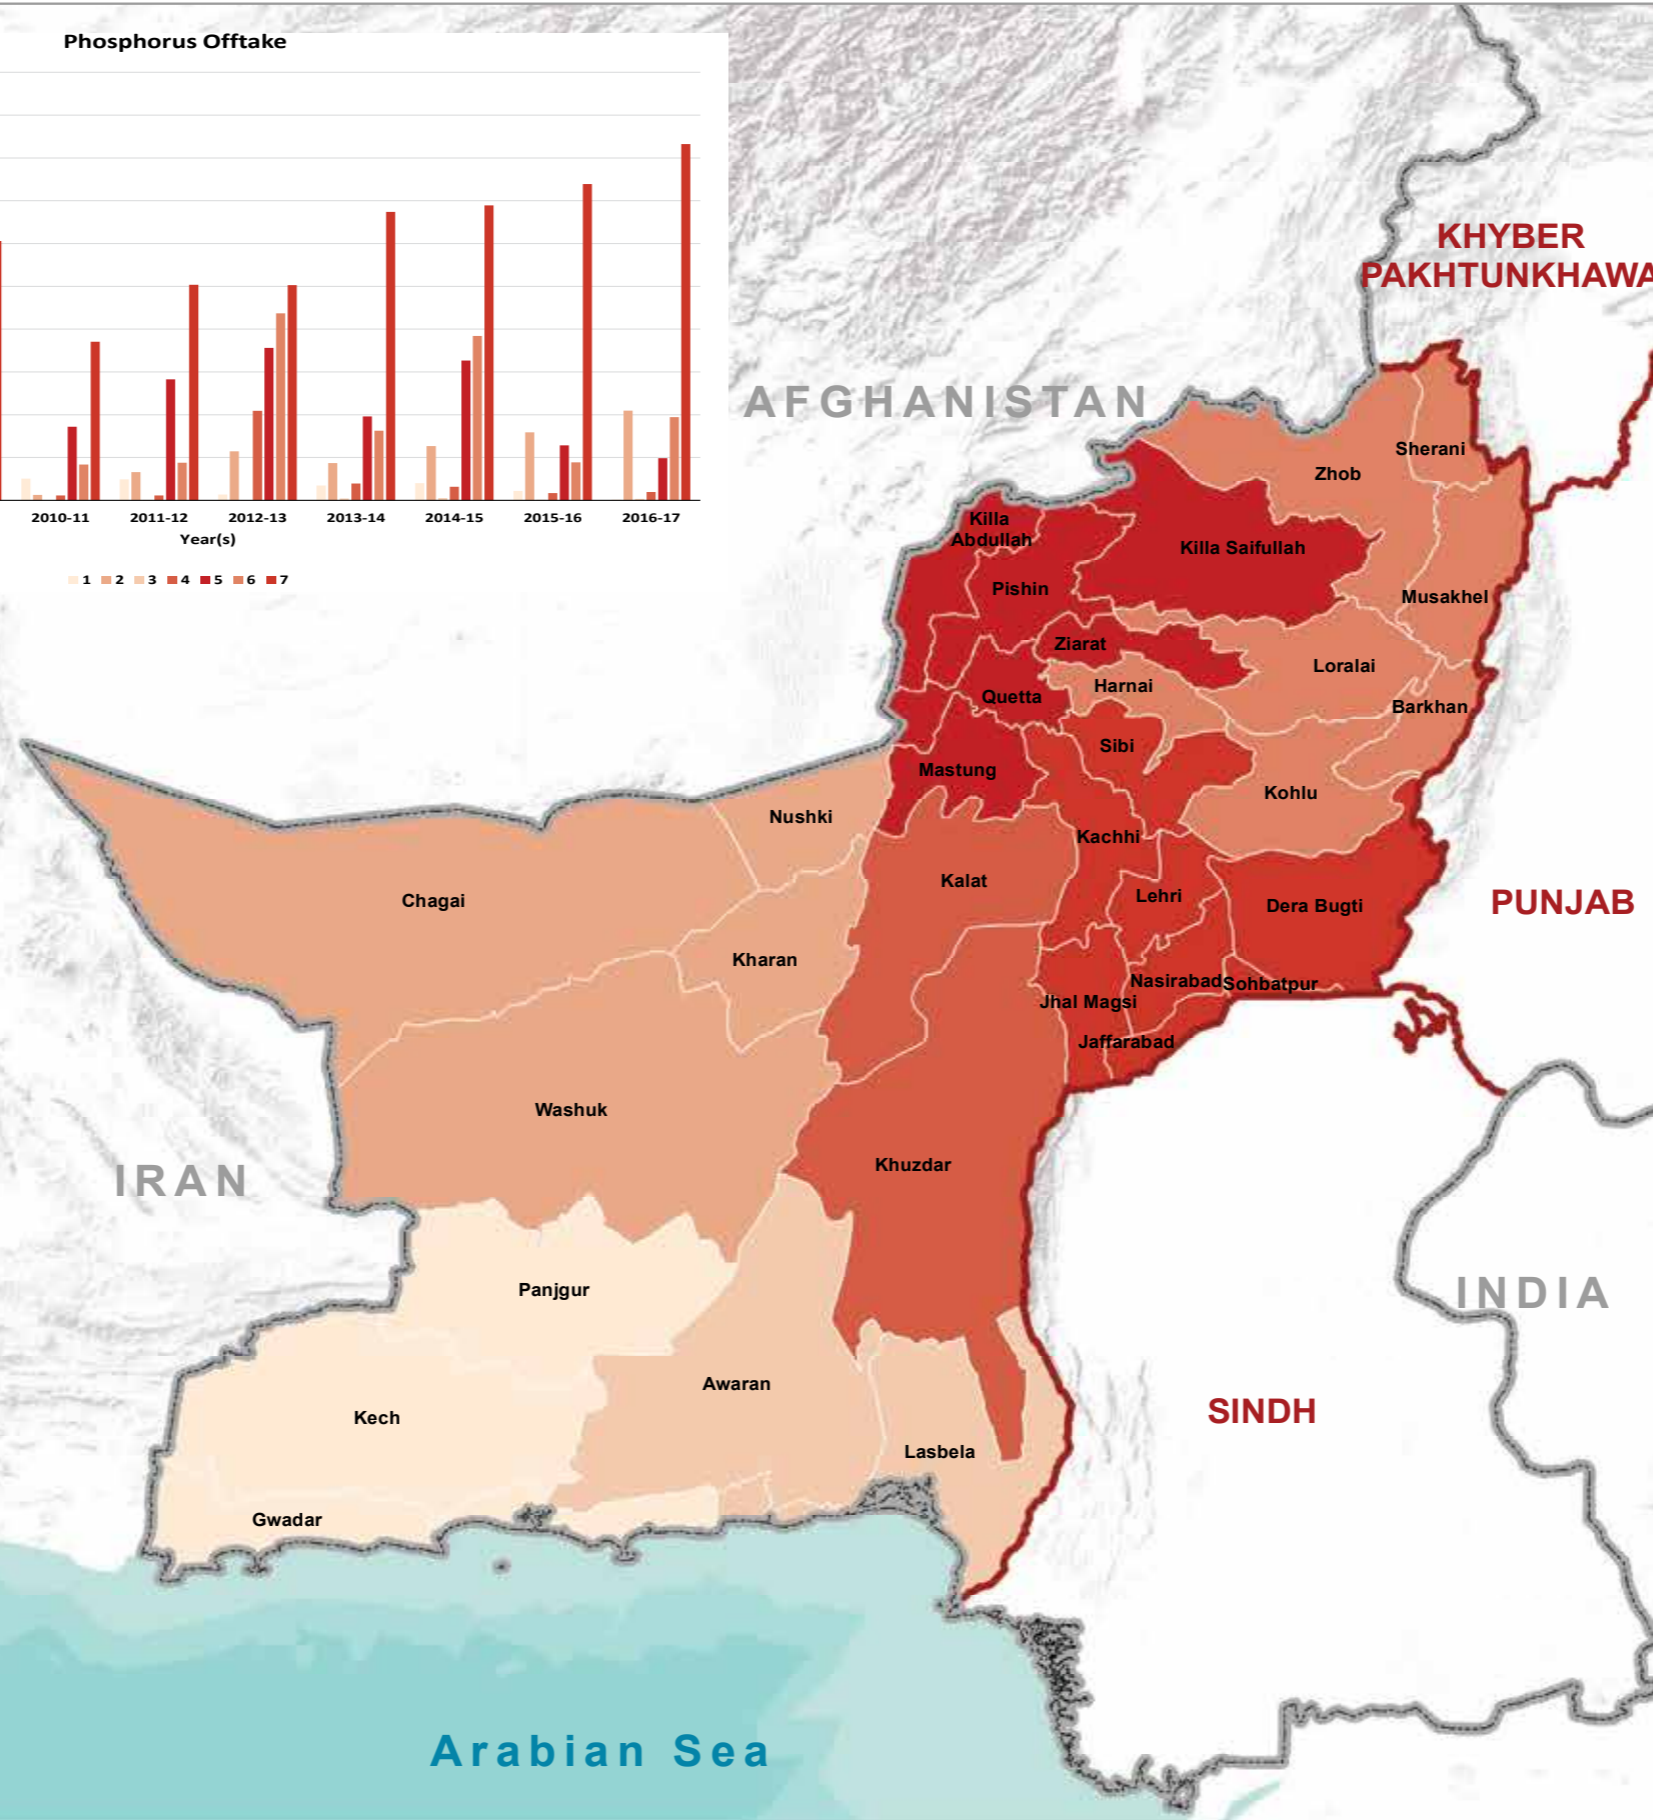 Phosphorus Offtake
2010-11
2011-12
2012-13
2013-14
2014-15
2015-16
2016-17
Year(s)
1 2 3 4 5 6 7
KHYBER
PAKHTUNKHAWA
AFGHANISTAN
Sherani
Zhob
Killa
Abdullah
Killa Saifullah
Pishin
Musakhel
Ziarat
Loralai
Harnai
Quetta
Barkhan
Sibi
Mastung
Kohlu
Nushki
Kachhi
Kalat
Lehri
Chagai
Dera Bugti
PUNJAB
Kharan
Nasirabad
Sohbatpur
Jhal Magsi
Jaffarabad
Washuk
Khuzdar
IRAN
Panjgur
INDIA
Awaran
Kech
SINDH
Lasbela
Gwadar
Arabian Sea